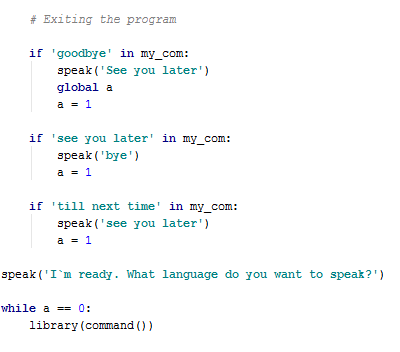 # Exiting the program
if 'goodbye' in my_com:
speak('See you later')
global a
a = 1
if 'see you later' in my_com:
speak('bye')
a = 1
if 'till next time' in my_com:
speak('see you later')
a = 1
speak('I`m ready. What language do you want to speak?')
while a == 0:
library(command())